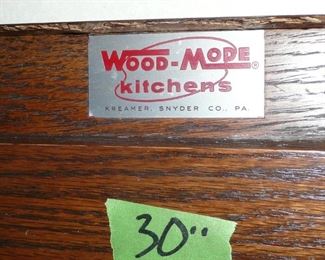 WOOD-MODE®
kitchens
KREAMER, SNYDER CO., PA.
30"